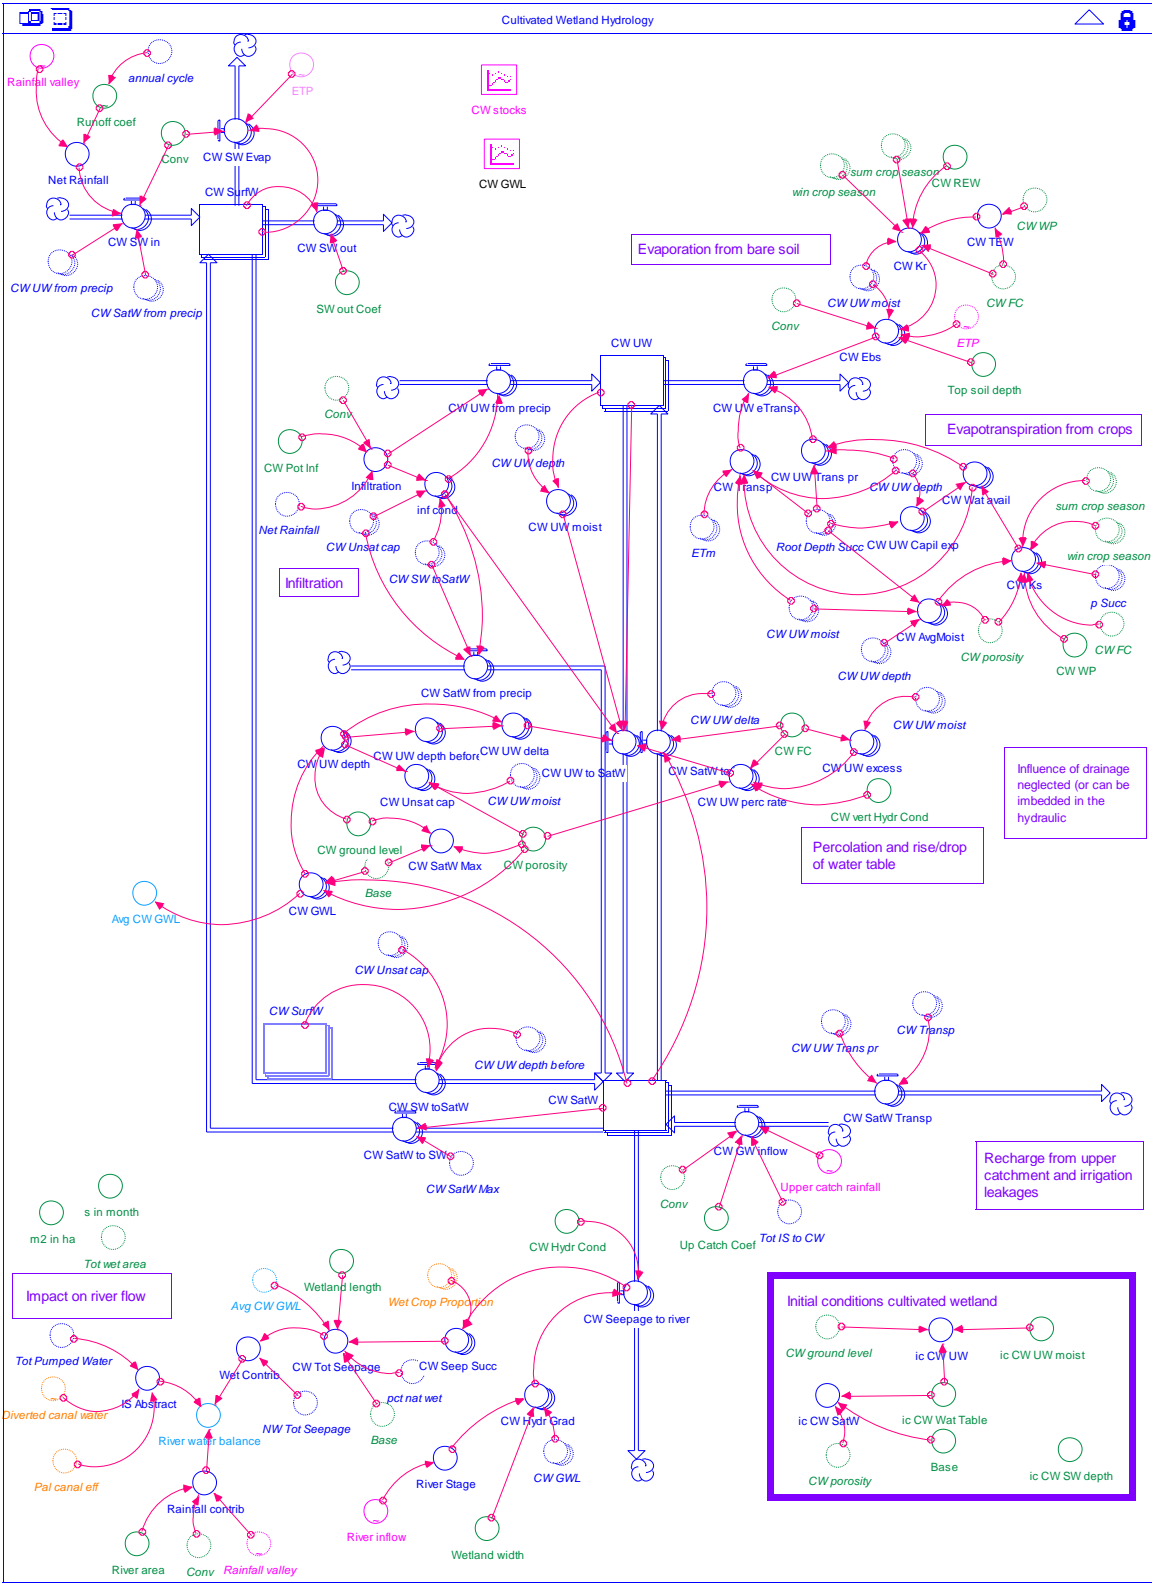 Cultivated Wetland Hydrology
Rainfall valley
annual cycle
ETP
CW stocks
Runoff coef
Conv
CW SW Evap
Net Rainfall
CW GWL
sum crop season
win crop season
CW REW
CW SurfW
CW SW in
CW SW out
CW WP
CW TEW
Evaporation from bare soil
CW Kr
CW UW from precip
CW SatW from precip
SW out Coef
CW UW moist
CW FC
Conv
ETP
CW UW
CW Ebs
Top soil depth
CW UW from precip
CW UW eTransp
Conv
Evapotranspiration from crops
CW Pot Inf
CW UW depth
Infiltration
CW Transp
CW UW Trans pr
CW UW depth
CW Wat avail
inf cond
sum crop season
Net Rainfall
CW UW moist
CW Unsat cap
ETm
Root Depth Succ
CW UW Capil exp
win crop season
CW SW toSatW
Infiltration
CW Ks
p Succ
CW UW moist
CW AvgMoist
CW porosity
CW FC
CW WP
CW UW depth
CW SatW from precip
CW UW delta
CW UW moist
CW UW depth
CW UW depth before
CW UW delta
CW FC
CW UW to SatW
CW SatW to
CW UW excess
CW Unsat cap
CW UW moist
CW UW perc rate
Influence of drainage
neglected (or can be
imbedded in the
hydraulic
CW vert Hydr Cond
CW ground level
CW SatW Max
CW porosity
Percolation and rise/drop
of water table
Base
CW GWL
Avg CW GWL
CW Unsat cap
CW SurfW
CW UW depth before
CW UW Trans pr
CW Transp
CW SW toSatW
CW SatW
CW SatW Transp
CW SatW to SW
CW GW inflow
CW SatW Max
Conv
Upper catch rainfall
Recharge from upper
catchment and irrigation
leakages
s in month
m2 in ha
Tot wet area
CW Hydr Cond
Up Catch Coef
Tot IS to CW
Impact on river flow
Wetland length
Avg CW GWL
Wet Crop Proportion
CW Seepage to river
Initial conditions cultivated wetland
CW ground level
ic CW UW
ic CW UW moist
Tot Pumped Water
Wet Contrib
CW Tot Seepage
CW Seep Succ
pct nat wet
IS Abstract
Diverted canal water
NW Tot Seepage
Base
CW Hydr Grad
ic CW SatW
ic CW Wat Table
River water balance
CW porosity
Base
ic CW SW depth
Pal canal eff
River Stage
CW GWL
Rainfall contrib
River inflow
Wetland width
River area
Conv
Rainfall valley